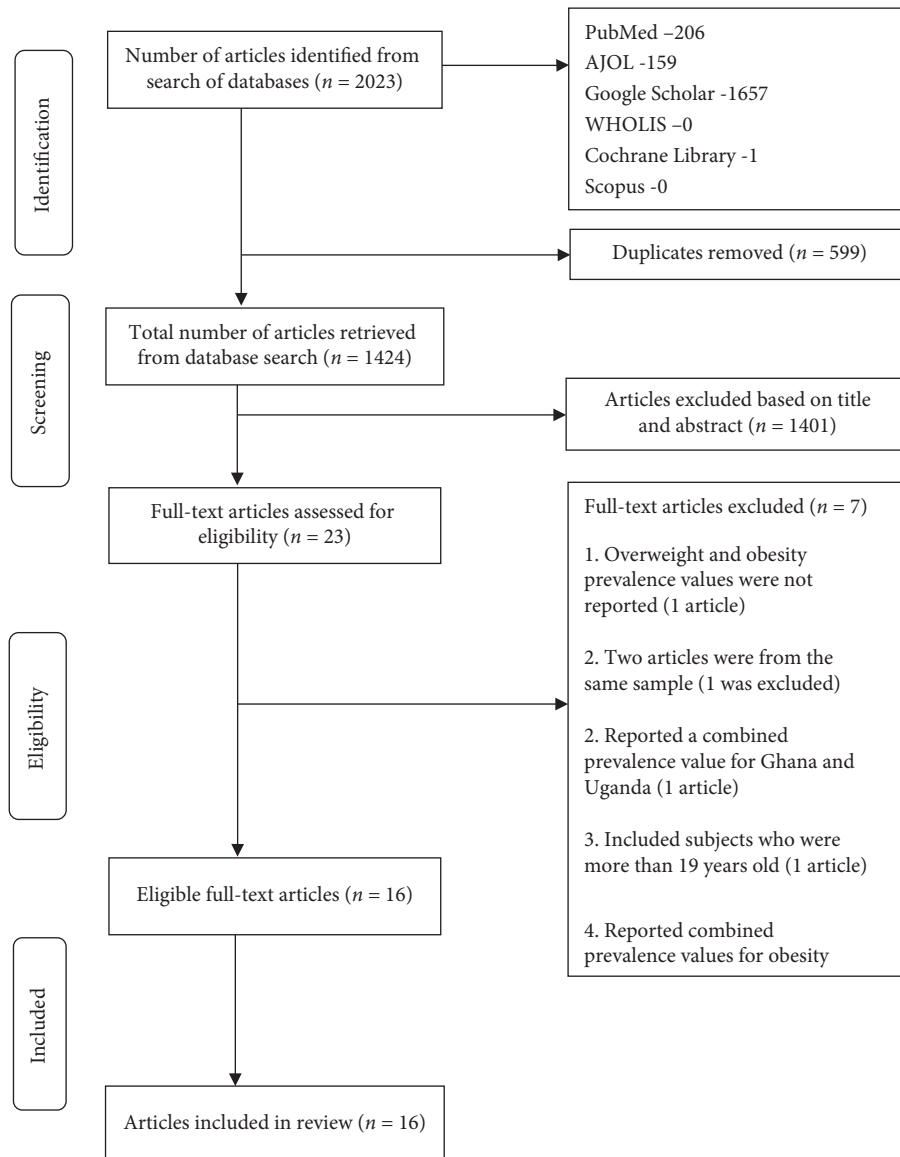 Identification
Number of articles identified from
search of databases (n = 2023)
PubMed –206
AJOL -159
Google Scholar -1657
WHOLIS –0
Cochrane Library -1
Scopus -0
Duplicates removed (n = 599)
Screening
Total number of articles retrieved
from database search (n = 1424)
Articles excluded based on title
and abstract (n = 1401)
Full-text articles assessed for
eligibility (n = 23)
Full-text articles excluded (n = 7)
1. Overweight and obesity
prevalence values were not
reported (1 article)
2. Two articles were from the
same sample (1 was excluded)
2. Reported a combined
prevalence value for Ghana and
Uganda (1 article)
3. Included subjects who were
more than 19 years old (1 article)
4. Reported combined
prevalence values for obesity
Eligibility
Eligible full-text articles (n = 16)
Included
Articles included in review (n = 16)